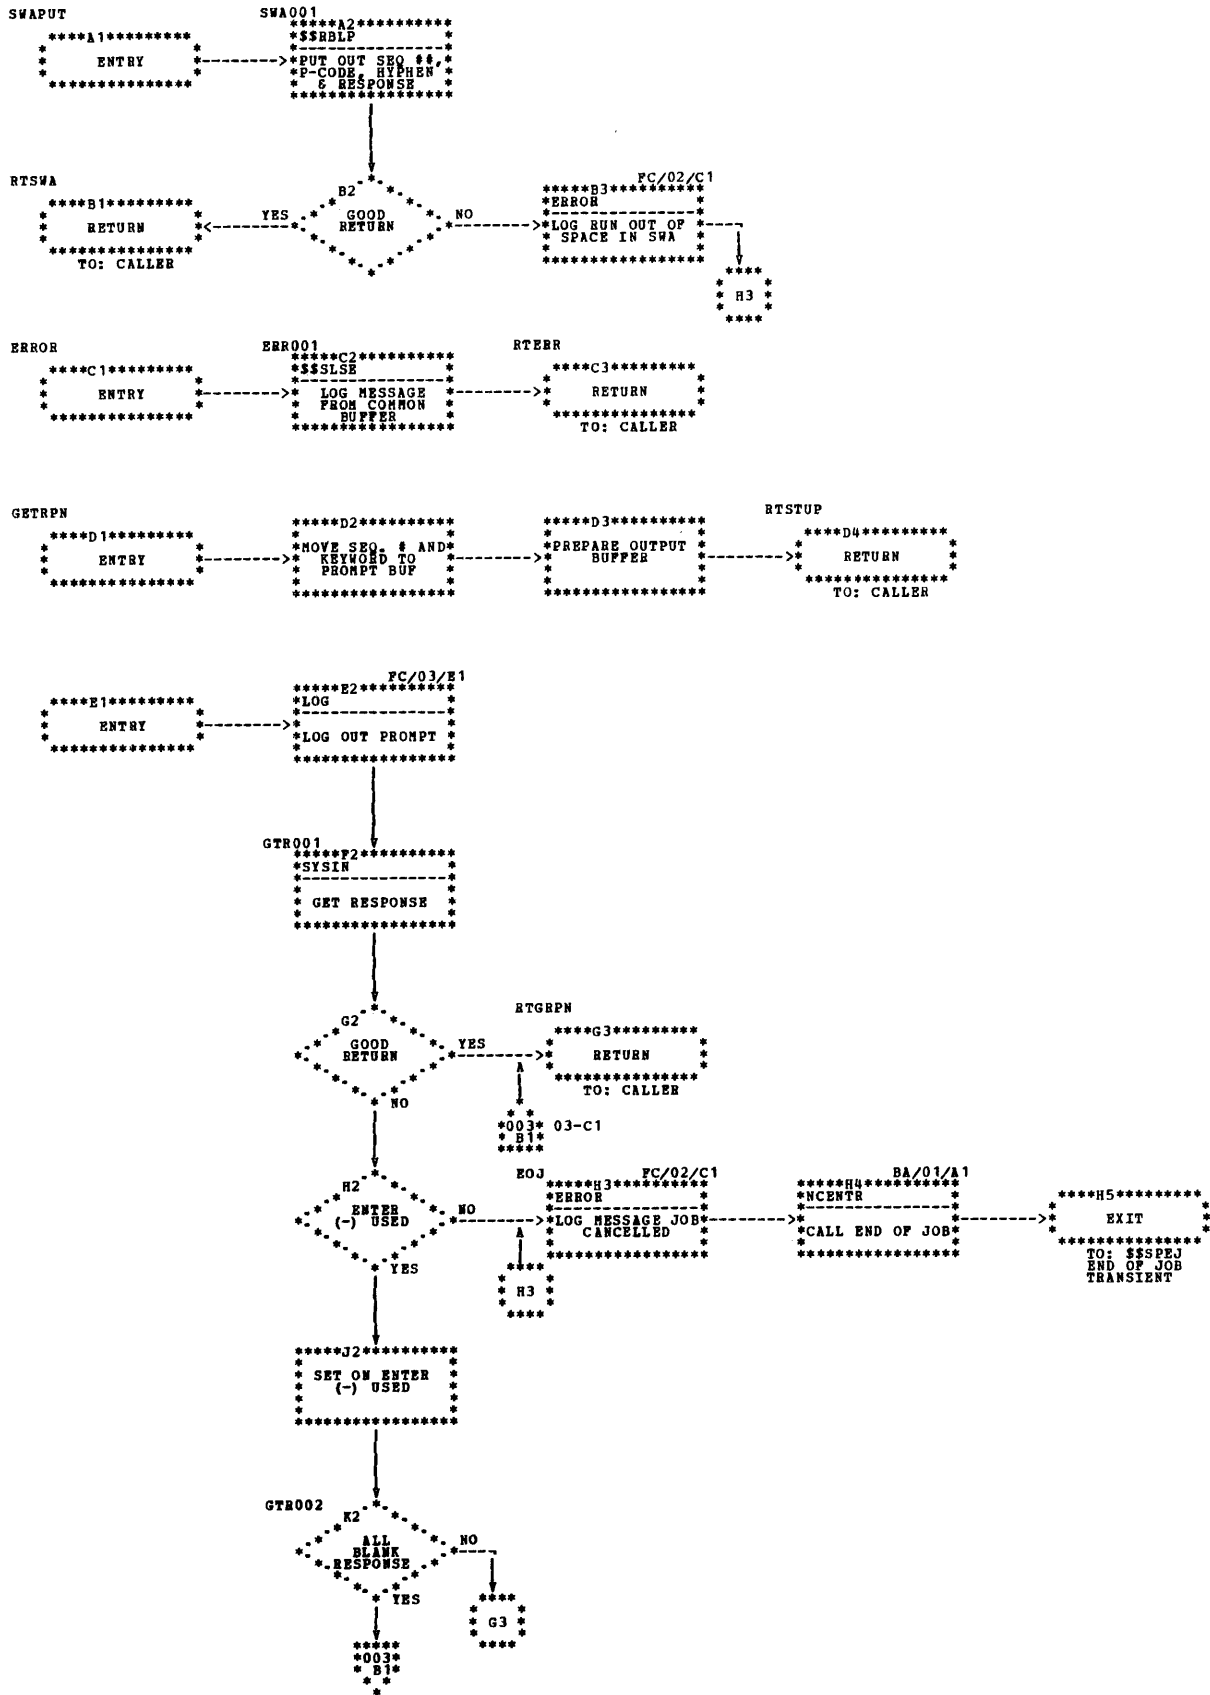 SWAPUT
SWA001
****A1*********
ENTRY
*****A2**********
*$$RBLP
*PUT OUT SEQ ##,*
*P-CODE, HYPHEN *
& RESPONSE
RTSWA
****B1*********
RETURN
TO: CALLER
YES
B2
GOOD
RETURN
NO
FC/02/C1
*****B3**********
*ERROR
*LOG RUN OUT OF
SPACE IN SWA
H3
ERROR
****C1*********
ENTRY
ERR001
*****C2**********
*$$SLSE
LOG MESSAGE
FROM COMMON
BUFFER
RTERR
****C3*********
RETURN
TO: CALLER
GETRPN
****D1*********
ENTRY
*****D2**********
*MOVE SEQ. # AND*
KEYWORD TO
PROMPT BUF
*****D3**********
*PREPARE OUTPUT
BUFFER
RTSTUP
****D4*********
RETURN
TO: CALLER
****E1*********
ENTRY
FC/03/E1
*****E2**********
*LOG
*LOG OUT PROMPT
GTR001
*****F2**********
*SYSIN
GET RESPONSE
G2
GOOD
RETURN
YES
NO
RTGRPN
****G3*********
RETURN
TO: CALLER
A
*003* 03-C1
* B1*
H2
ENTER
(-) USED
NO
YES
EOJ
FC/02/C1
*****H3**********
*ERROR
*LOG MESSAGE JOB*
CANCELLED
A
H3
BA/01/A1
*****H4**********
*NCENTR
*CALL END OF JOB*
****H5*********
EXIT
TO: $$SPEJ
END OF JOB
TRANSIENT
*****J2**********
SET ON ENTER
(-) USED
GTR002
K2
ALL
BLANK
RESPONSE
NO
YES
G3
*003*
* B1*